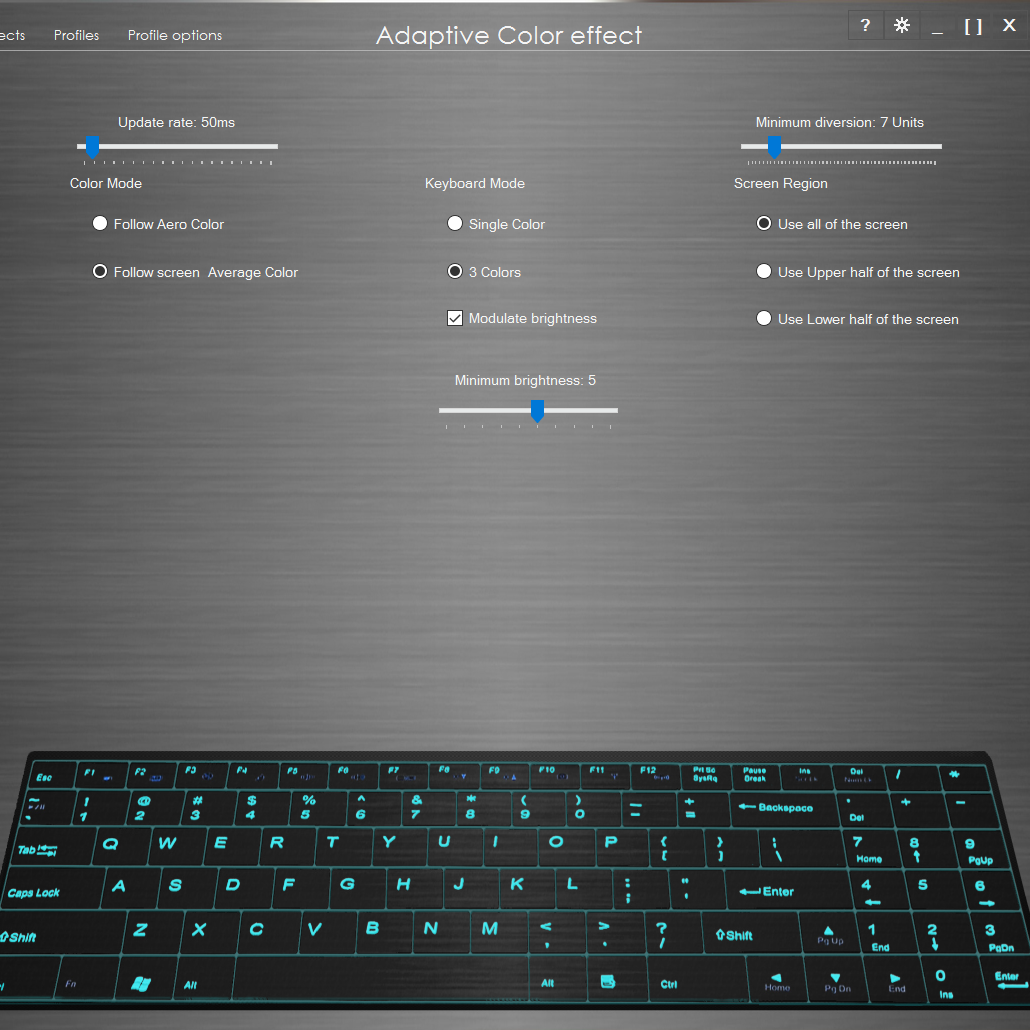 ects Profiles Profile options Adaptive Color effect ? _ [ ] X
Update rate: 50ms Minimum diversion: 7 Units
Color Mode Keyboard Mode Screen Region
Follow Aero Color Single Color Use all of the screen
Follow screen Average Color 3 Colors Use Upper half of the screen
Modulate brightness Use Lower half of the screen
Minimum brightness: 5
Esc F1 F2 F3 F4 F5 F6 F7 F8 F9 F10 F11 F12 Prt Sc Pause Ins Del / *
SysRq Break
~ ! @ # $ % ^ & * ( ) _ + ← Backspace . + -
1 2 3 4 5 6 7 8 9 0 - = Del
Tab Q W E R T Y U I O P { } 7 8 9
[ ] \ Home ↑ PgUp
Caps Lock A S D F G H J K L : " Enter 4 5 6
; ' ← →
⇧Shift Z X C V B N M < > ? ⇧Shift ▲ 1 2 3
, . / Pg Up End ↓ PgDn
Fn Alt Alt Ctrl ◄ ▼ ► 0 Enter
Home Pg Dn End Ins